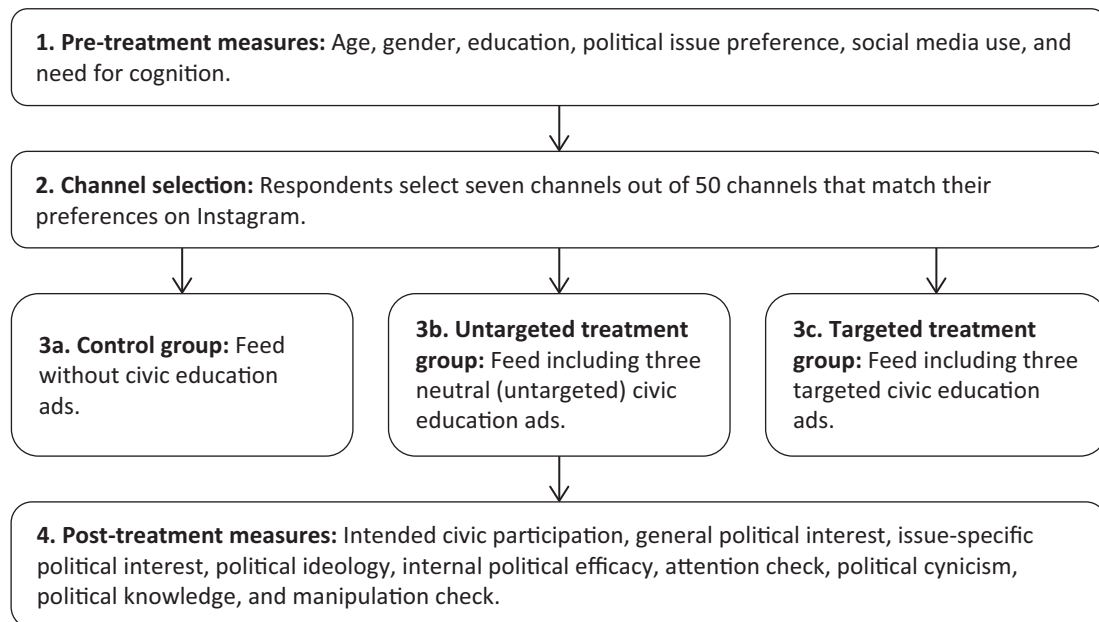 1. Pre-treatment measures: Age, gender, education, political issue preference, social media use, and
need for cognition.
2. Channel selection: Respondents select seven channels out of 50 channels that match their
preferences on Instagram.
3a. Control group: Feed
without civic education
ads.
3b. Untargeted treatment
group: Feed including three
neutral (untargeted) civic
education ads.
3c. Targeted treatment
group: Feed including three
targeted civic education
ads.
4. Post-treatment measures: Intended civic participation, general political interest, issue-specific
political interest, political ideology, internal political efficacy, attention check, political cynicism,
political knowledge, and manipulation check.